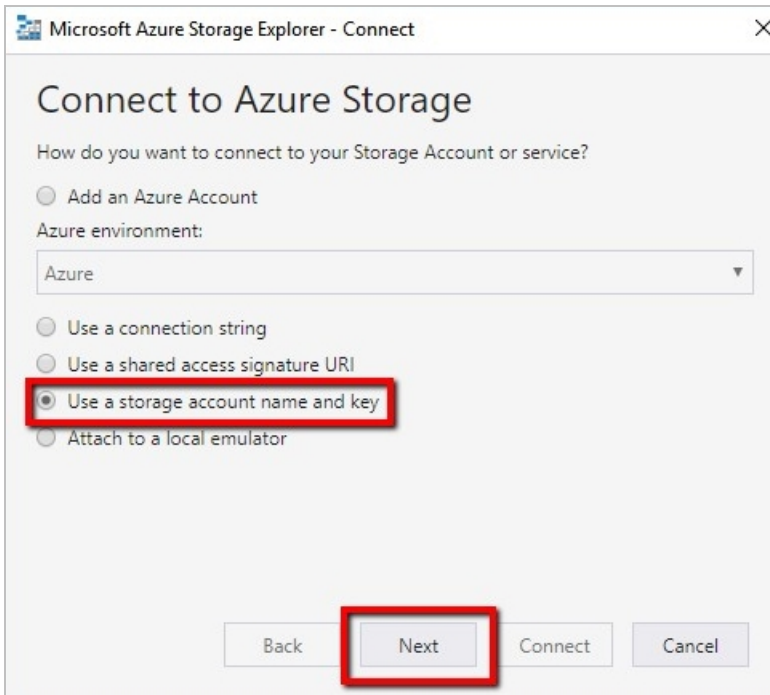 Microsoft Azure Storage Explorer - Connect
Connect to Azure Storage
How do you want to connect to your Storage Account or service?
Add an Azure Account
Azure environment:
Azure
Use a connection string
Use a shared access signature URI
Use a storage account name and key
Attach to a local emulator
Back Next Connect Cancel